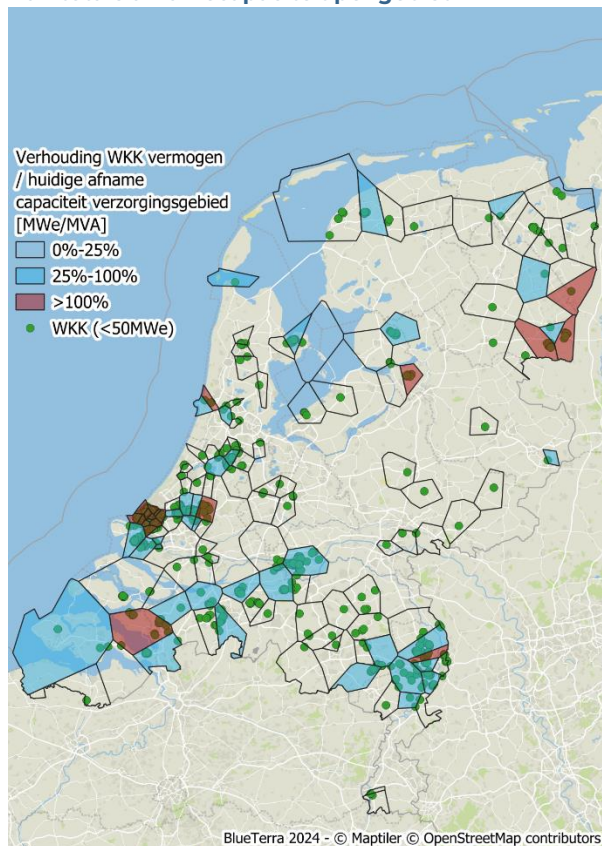 Verhouding WKK vermogen
/ huidige afname
capaciteit verzorgingsgebied
[MWe/MVA]
0%-25%
25%-100%
>100%
WKK (<50MWe)
BlueTerra 2024 - © Maptiler © OpenStreetMap contributors